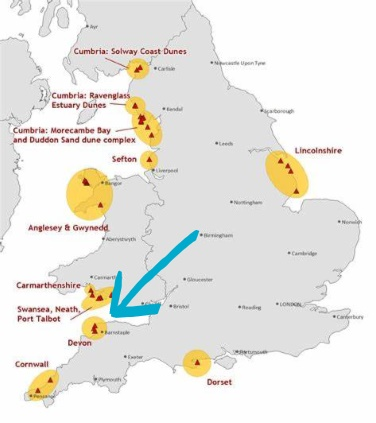 Ayr
Cumbria: Solway Coast Dunes
Carlisle
Newcastle Upon Tyne
Cumbria: Ravenglass
Estuary Dunes
Kendal
Scarborough
Cumbria: Morecambe Bay
and Duddon Sand dune complex
Leeds
Lincolnshire
Sefton
Liverpool
Bangor
Nottingham
Norwich
Anglesey & Gwynedd
Aberystwyth
Birmingham
Cambridge
Carmarthenshire
Gloucester
Swansea, Neath,
Port Talbot
Bristol
Reading
LONDON
Canterbury
Barnstaple
Devon
Exeter
Portsmouth
Cornwall
Plymouth
Dorset
Penzance